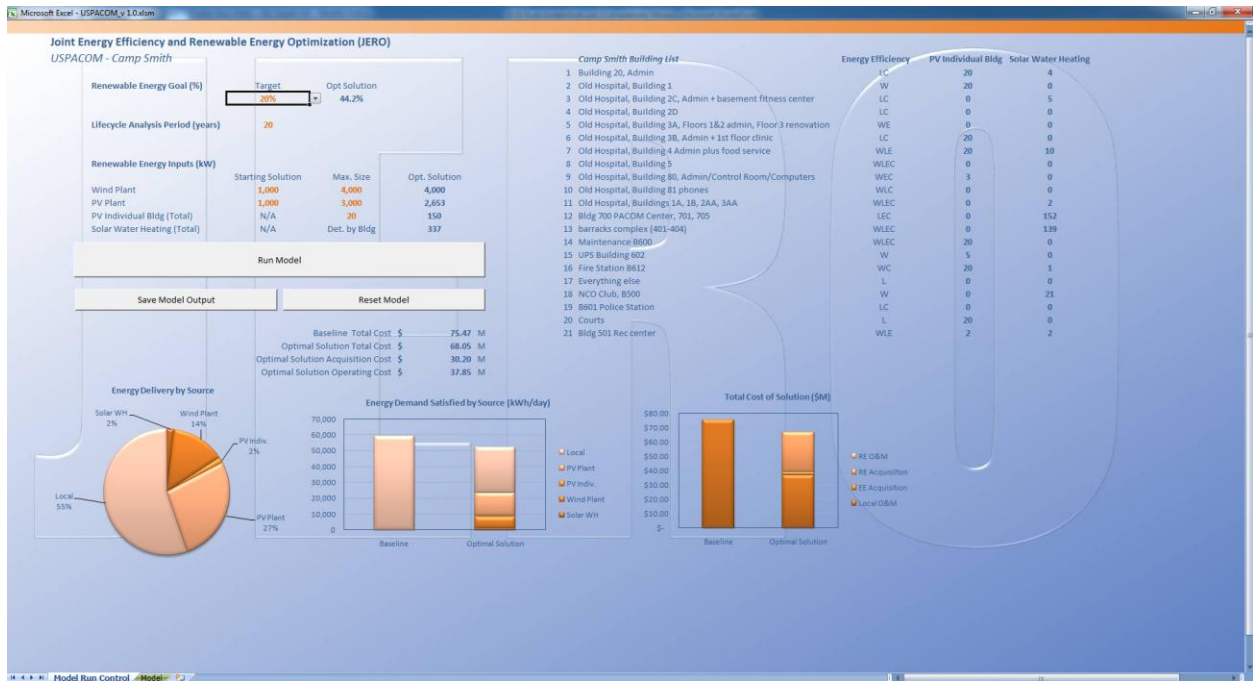 Microsoft Excel - USPACOM_v 1.0.xlsm
Joint Energy Efficiency and Renewable Energy Optimization (JERO)
USPACOM - Camp Smith
Renewable Energy Goal (%) Target Opt Solution
20% 44.2%
Lifecycle Analysis Period (years) 20
Renewable Energy Inputs (kW)
Starting Solution Max. Size Opt. Solution
Wind Plant 1,000 4,000 4,000
PV Plant 1,000 3,000 2,653
PV Individual Bldg (Total) N/A 20 150
Solar Water Heating (Total) N/A Det. by Bldg 337
Run Model
Save Model Output Reset Model
Baseline Total Cost $ 75.47 M
Optimal Solution Total Cost $ 68.05 M
Optimal Solution Acquisition Cost $ 30.20 M
Optimal Solution Operating Cost $ 37.85 M
Camp Smith Building List Energy Efficiency PV Individual Bldg Solar Water Heating
1 Building 20, Admin LC 20 4
2 Old Hospital, Building 1 W 20 0
3 Old Hospital, Building 2C, Admin + basement fitness center LC 0 5
4 Old Hospital, Building 2D LC 0 0
5 Old Hospital, Building 3A, Floors 1&2 admin, Floor 3 renovation WE 0 0
6 Old Hospital, Building 3B, Admin + 1st floor clinic LC 20 0
7 Old Hospital, Building 4 Admin plus food service WLE 20 10
8 Old Hospital, Building 5 WLEC 0 0
9 Old Hospital, Building 80, Admin/Control Room/Computers WEC 3 0
10 Old Hospital, Building 81 phones WLC 0 0
11 Old Hospital, Buildings 1A, 1B, 2AA, 3AA WLEC 0 2
12 Bldg 700 PACOM Center, 701, 705 LEC 0 152
13 barracks complex (401-404) WLEC 0 139
14 Maintenance B600 WLEC 20 0
15 UPS Building 602 W 5 0
16 Fire Station B612 WC 20 1
17 Everything else L 0 0
18 NCO Club, B500 W 0 21
19 B601 Police Station LC 0 0
20 Courts L 20 0
21 Bldg 501 Rec center WLE 2 2
Energy Delivery by Source
Solar WH 2%
Wind Plant 14%
PV Indiv. 2%
PV Plant 27%
Local 55%
Energy Demand Satisfied by Source (kWh/day)
70,000
60,000
50,000
40,000
30,000
20,000
10,000
0
Baseline Optimal Solution
Local
PV Plant
PV Indiv.
Wind Plant
Solar WH
Total Cost of Solution ($M)
$80.00
$70.00
$60.00
$50.00
$40.00
$30.00
$20.00
$10.00
$-
Baseline Optimal Solution
RE O&M
RE Acquisiiton
EE Acquisition
Local O&M
JERO
Model Run Control Model